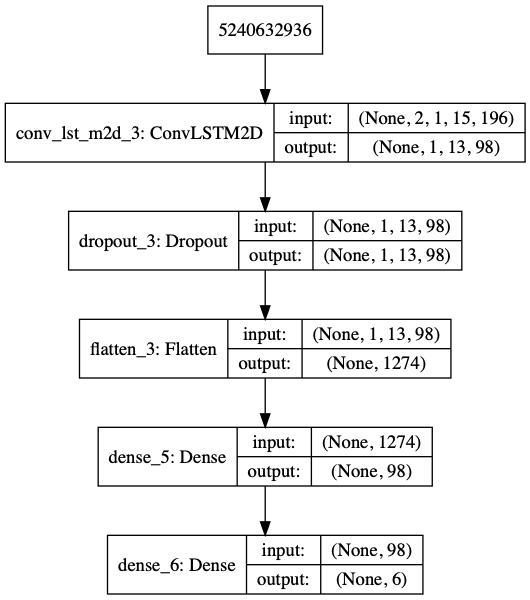 5240632936
conv_lst_m2d_3: ConvLSTM2D
input: (None, 2, 1, 15, 196)
output: (None, 1, 13, 98)
dropout_3: Dropout
input: (None, 1, 13, 98)
output: (None, 1, 13, 98)
flatten_3: Flatten
input: (None, 1, 13, 98)
output: (None, 1274)
dense_5: Dense
input: (None, 1274)
output: (None, 98)
dense_6: Dense
input: (None, 98)
output: (None, 6)